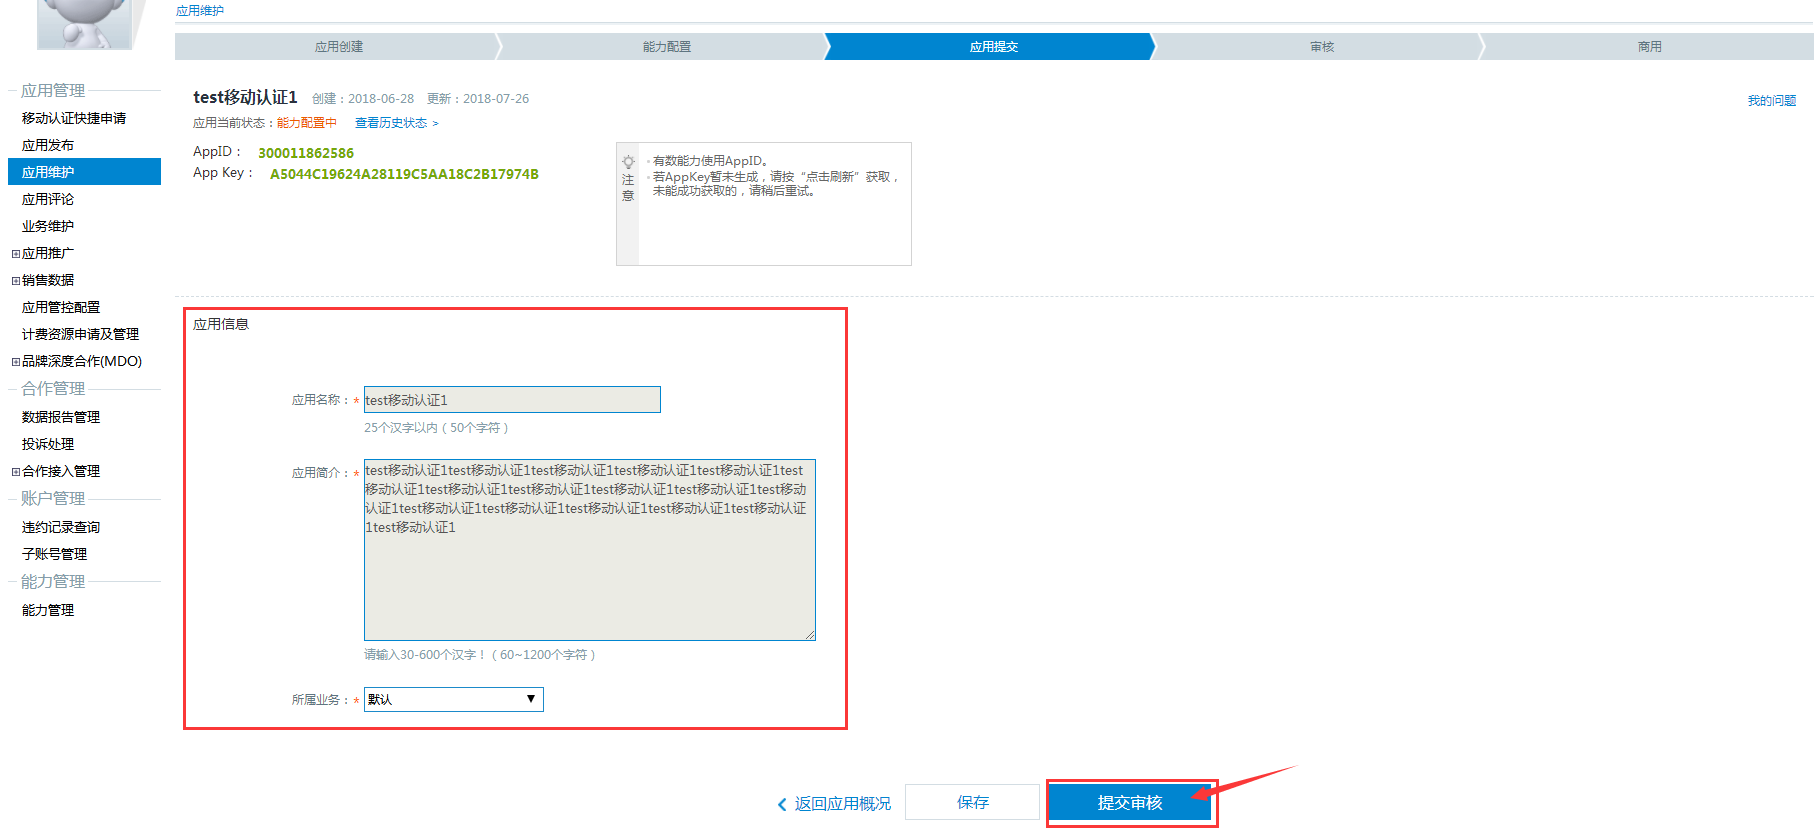 应用维护
应用创建
能力配置
应用提交
审核
商用
应用管理
移动认证快捷申请
应用发布
应用维护
应用评论
业务维护
应用推广
销售数据
应用管控配置
计费资源申请及管理
品牌深度合作(MDO)
合作管理
数据报告管理
投诉处理
合作接入管理
账户管理
违约记录查询
子账号管理
能力管理
能力管理
test移动认证1 创建：2018-06-28 更新：2018-07-26
我的问题
应用当前状态：能力配置中 查看历史状态 >
AppID： 300011862586
App Key： A5044C19624A28119C5AA18C2B17974B
注意
有数能力使用AppID。
若AppKey暂未生成，请按“点击刷新”获取，
未能成功获取的，请稍后重试。
应用信息
应用名称：* test移动认证1
25个汉字以内（50个字符）
应用简介：* test移动认证1test移动认证1test移动认证1test移动认证1test移动认证1test
移动认证1test移动认证1test移动认证1test移动认证1test移动认证1test移动
认证1test移动认证1test移动认证1test移动认证1test移动认证1test移动认证
1test移动认证1
请输入30-600个汉字！（60~1200个字符）
所属业务：* 默认
返回应用概况
保存
提交审核